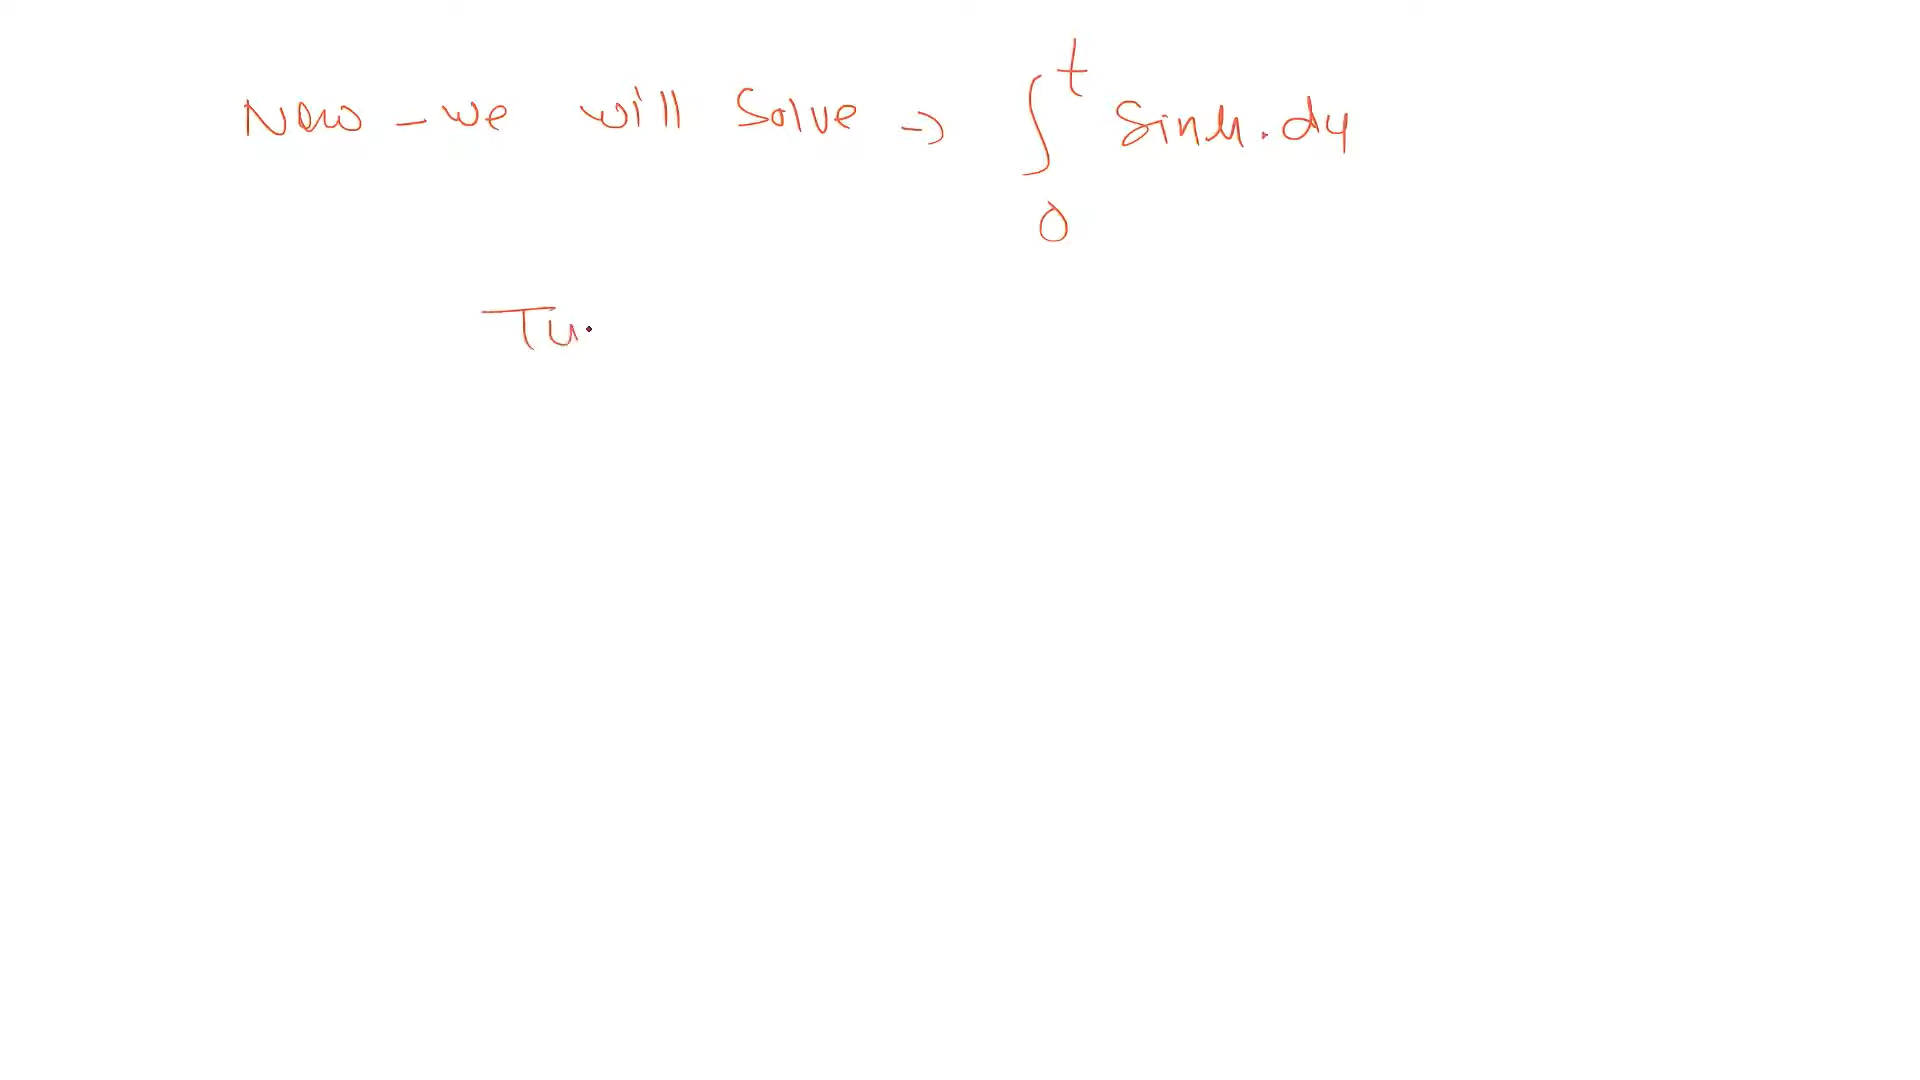 Now - we will Solve → ∫₀ᵗ Sinu. du
Tu